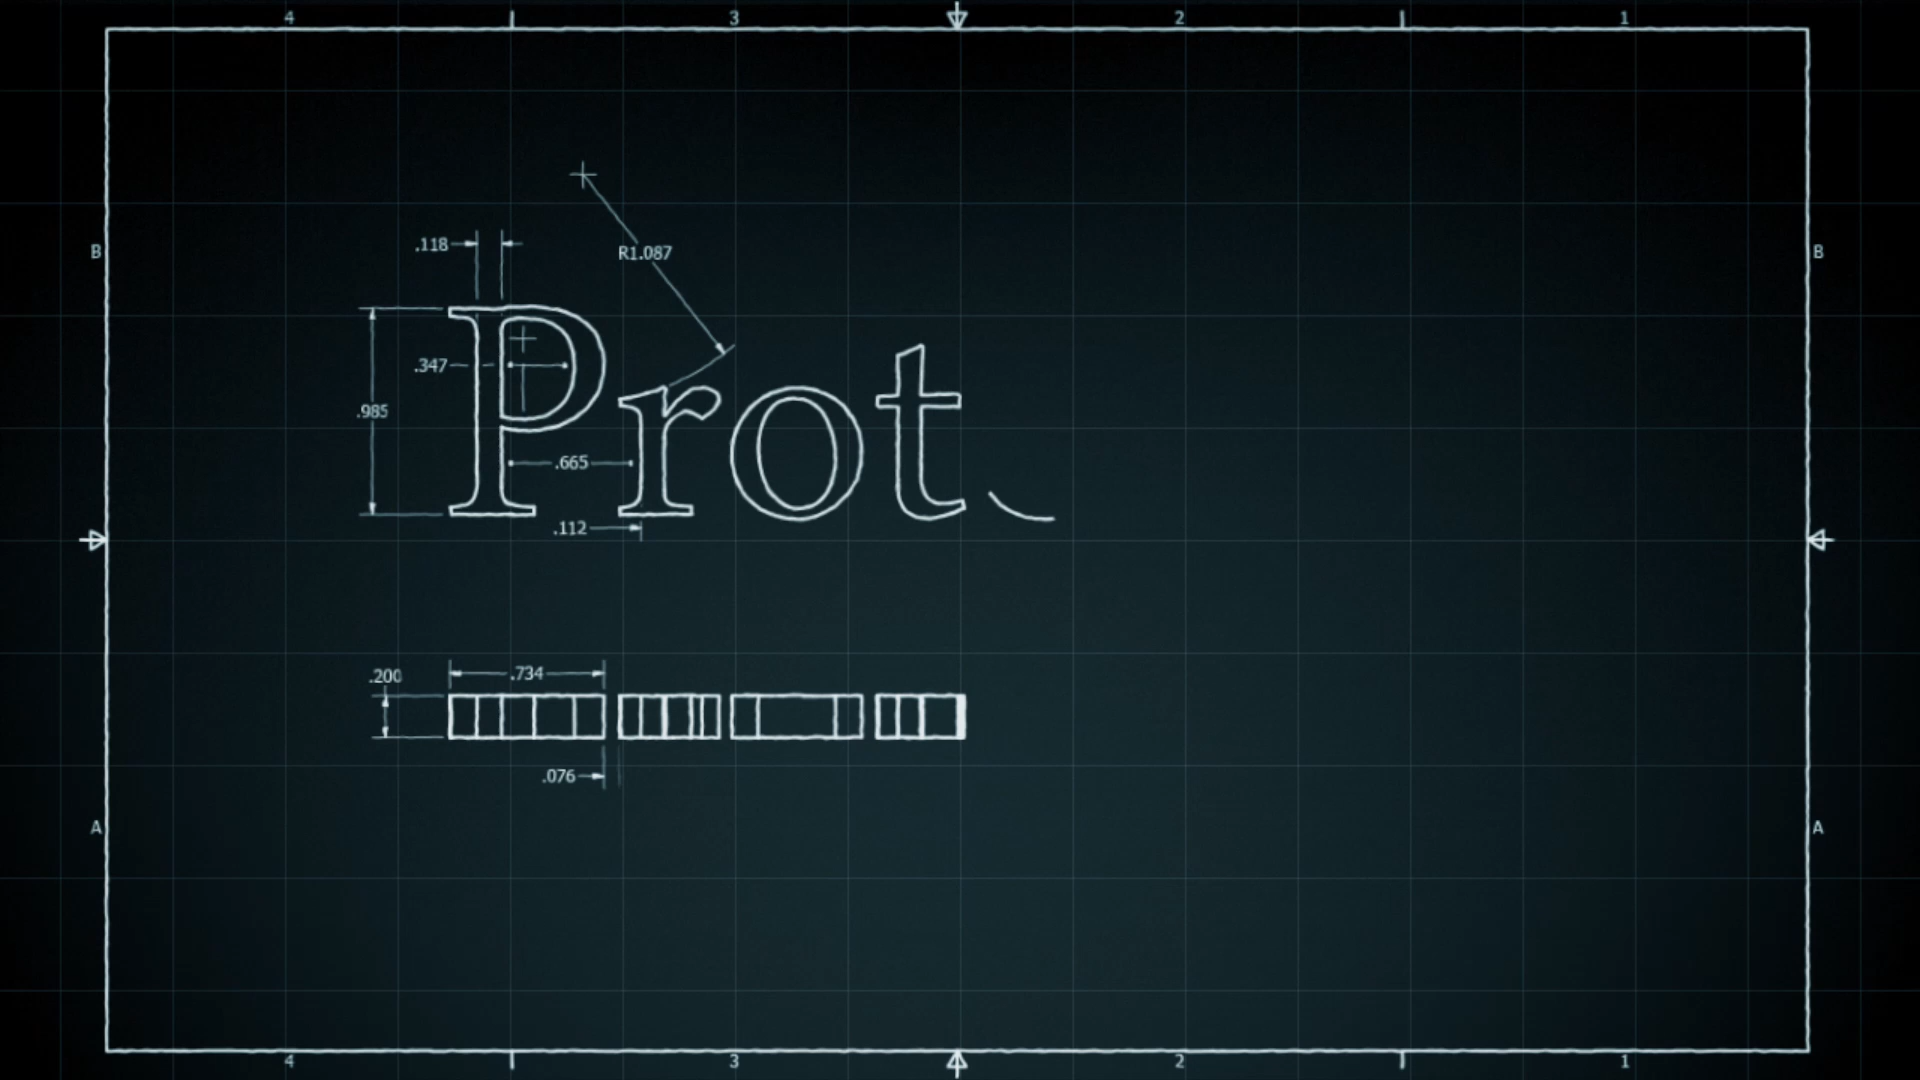 4 3 2 1
.118
R1.087
B B
.347
.985
Prot
.665
.112
.200 .734
.076
A A
4 3 2 1